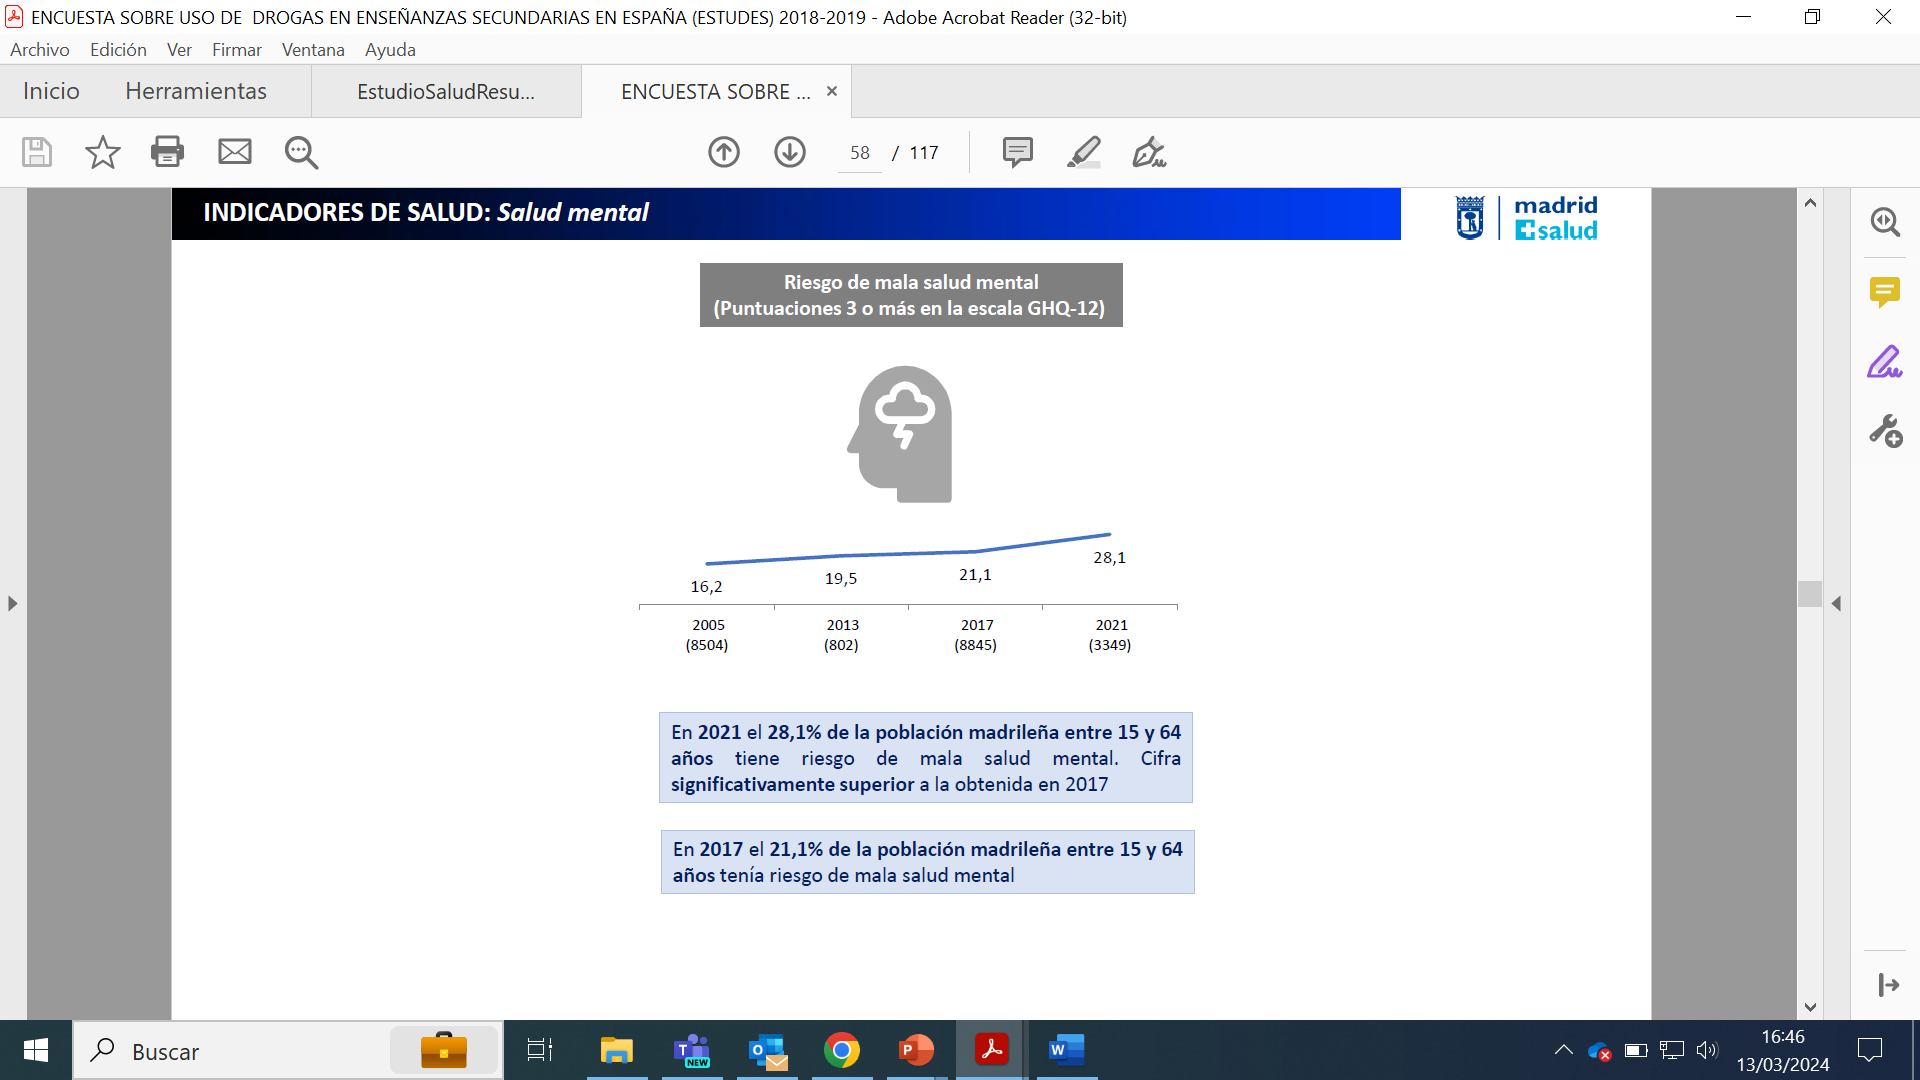 ENCUESTA SOBRE USO DE  DROGAS EN ENSEÑANZAS SECUNDARIAS EN ESPAÑA (ESTUDES) 2018-2019 - Adobe Acrobat Reader (32-bit)
Archivo Edición Ver Firmar Ventana Ayuda
Inicio Herramientas EstudioSaludResu... ENCUESTA SOBRE ... ×
58 / 117
INDICADORES DE SALUD: Salud mental
madrid
salud
Riesgo de mala salud mental
(Puntuaciones 3 o más en la escala GHQ-12)
16,2 19,5 21,1 28,1
2005 2013 2017 2021
(8504) (802) (8845) (3349)
En 2021 el 28,1% de la población madrileña entre 15 y 64
años tiene riesgo de mala salud mental. Cifra
significativamente superior a la obtenida en 2017
En 2017 el 21,1% de la población madrileña entre 15 y 64
años tenía riesgo de mala salud mental
Buscar
T
NEW
O
P
W
16:46
13/03/2024